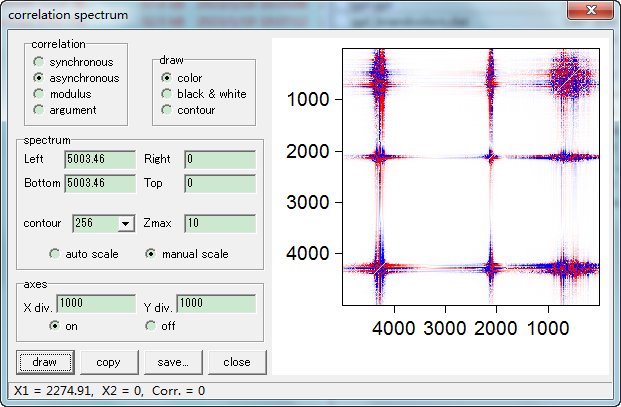 correlation spectrum
correlation
synchronous
asynchronous
modulus
argument
draw
color
black & white
contour
spectrum
Left 5003.46 Right 0
Bottom 5003.46 Top 0
contour 256 Zmax 10
auto scale manual scale
axes
X div. 1000 Y div. 1000
on off
draw copy save... close
X1 = 2274.91, X2 = 0, Corr. = 0
1000
2000
3000
4000
4000 3000 2000 1000